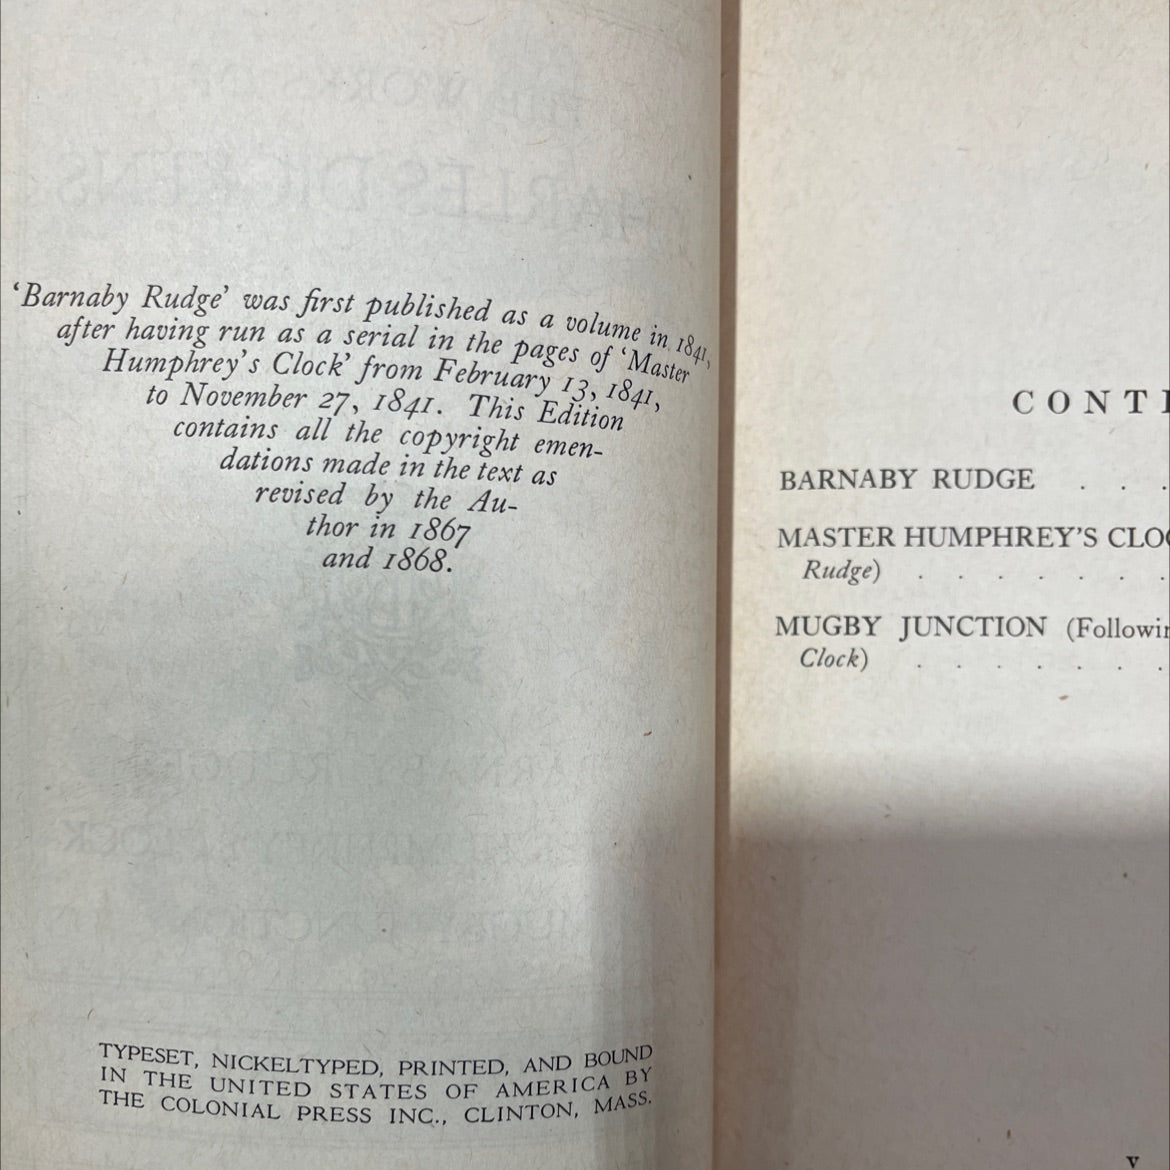 ‘Barnaby Rudge’ was first published as a volume in 1841,
after having run as a serial in the pages of ‘Master
Humphrey’s Clock’ from February 13, 1841,
to November 27, 1841. This Edition
contains all the copyright emen-
dations made in the text as
revised by the Au-
thor in 1867
and 1868.
TYPESET, NICKELTYPED, PRINTED, AND BOUND
IN THE UNITED STATES OF AMERICA BY
THE COLONIAL PRESS INC., CLINTON, MASS.
CONTE
BARNABY RUDGE . . .
MASTER HUMPHREY’S CLOC
Rudge) . . . . . . .
MUGBY JUNCTION (Followin
Clock) . . . . . . .
v